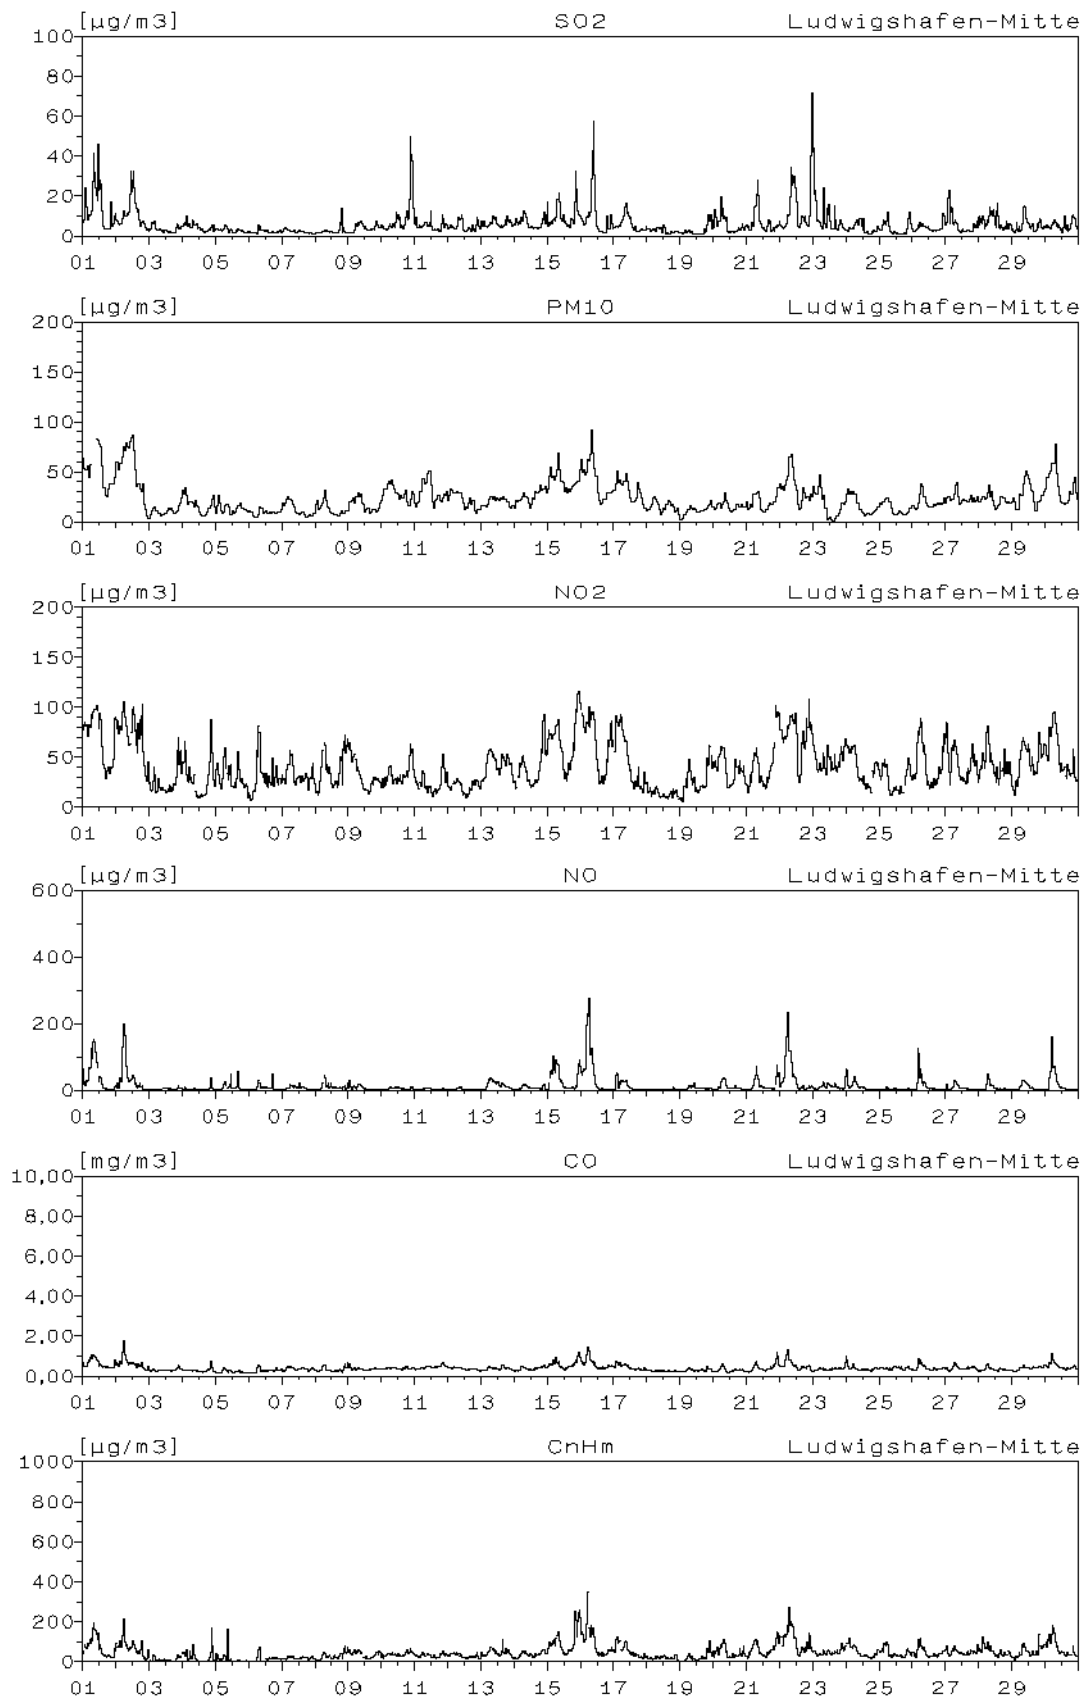 [µg/m3] SO2 Ludwigshafen-Mitte
100
80
60
40
20
0
01 03 05 07 09 11 13 15 17 19 21 23 25 27 29
[µg/m3] PM10 Ludwigshafen-Mitte
200
150
100
50
0
01 03 05 07 09 11 13 15 17 19 21 23 25 27 29
[µg/m3] NO2 Ludwigshafen-Mitte
200
150
100
50
0
01 03 05 07 09 11 13 15 17 19 21 23 25 27 29
[µg/m3] NO Ludwigshafen-Mitte
600
400
200
0
01 03 05 07 09 11 13 15 17 19 21 23 25 27 29
[mg/m3] CO Ludwigshafen-Mitte
10,00
8,00
6,00
4,00
2,00
0,00
01 03 05 07 09 11 13 15 17 19 21 23 25 27 29
[µg/m3] CnHm Ludwigshafen-Mitte
1000
800
600
400
200
0
01 03 05 07 09 11 13 15 17 19 21 23 25 27 29